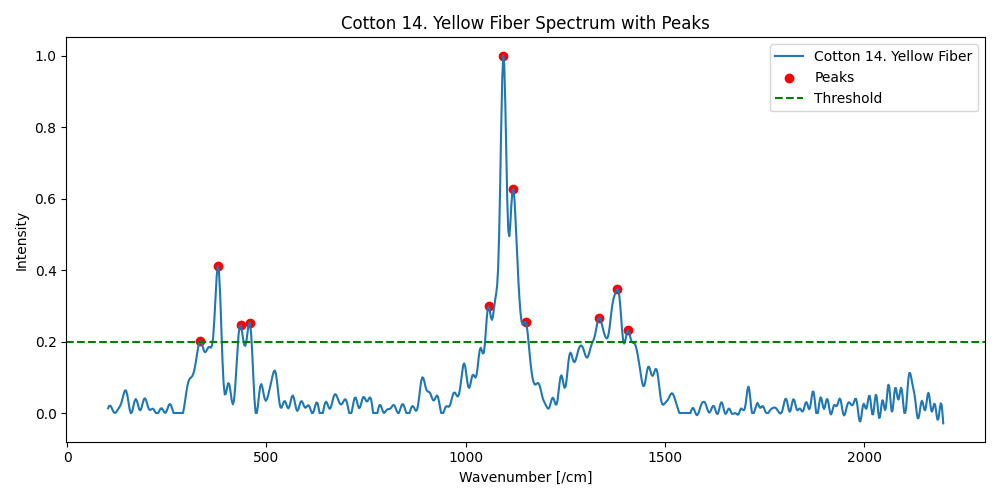 Cotton 14. Yellow Fiber Spectrum with Peaks
Cotton 14. Yellow Fiber
Peaks
Threshold
Intensity
1.0
0.8
0.6
0.4
0.2
0.0
0
500
1000
1500
2000
Wavenumber [/cm]